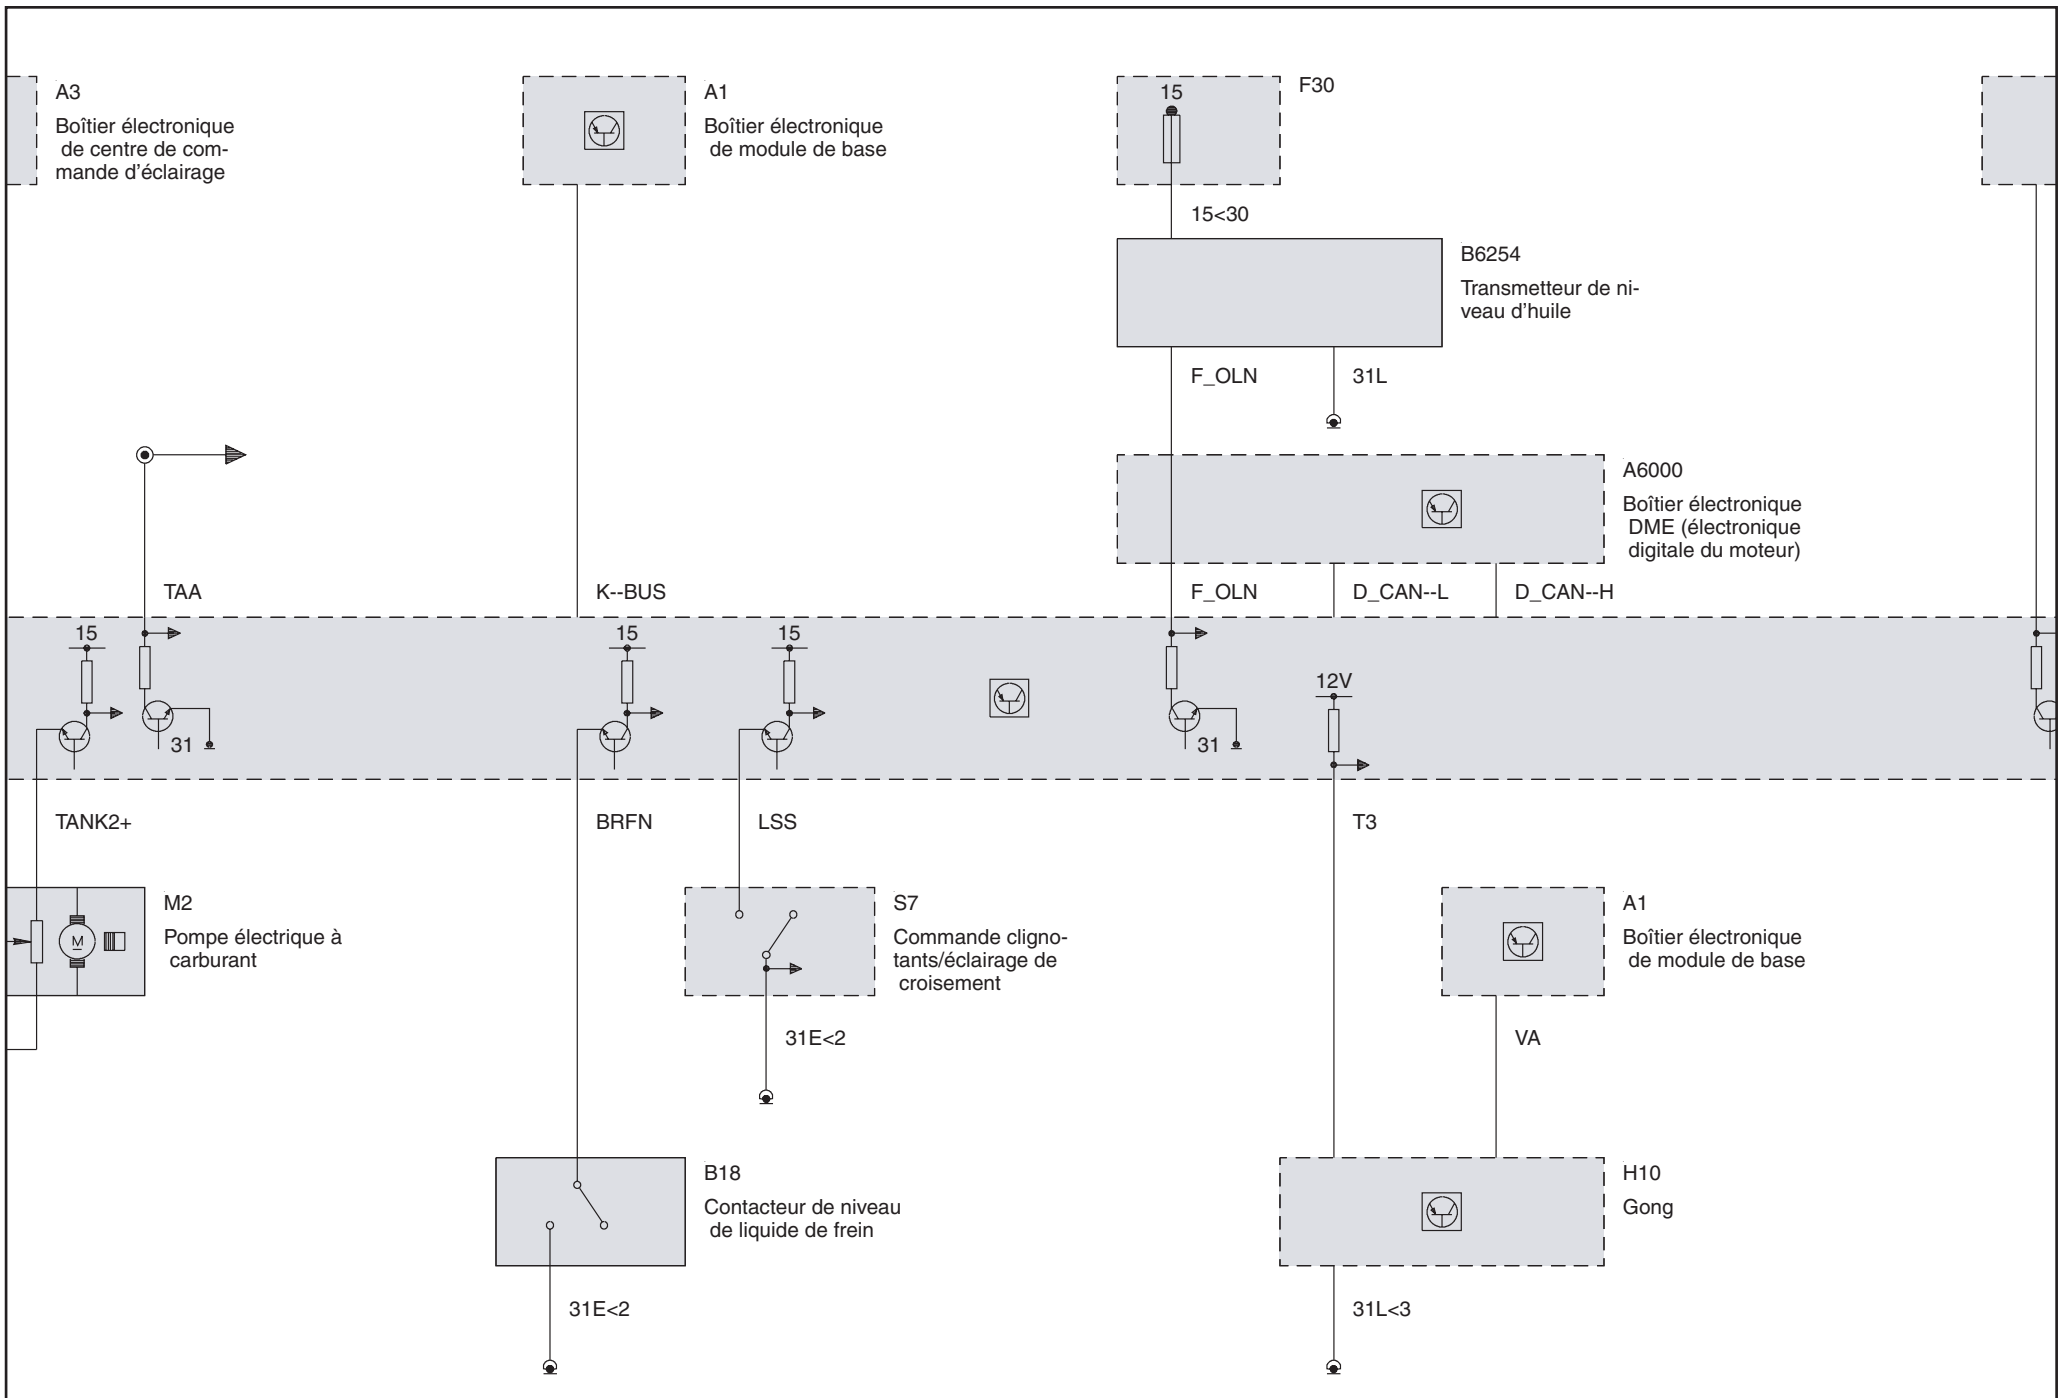 A3
Boîtier électronique
de centre de com-
mande d'éclairage
A1
Boîtier électronique
de module de base
15
F30
15<30
B6254
Transmetteur de ni-
veau d'huile
F_OLN
31L
A6000
Boîtier électronique
DME (électronique
digitale du moteur)
TAA
K--BUS
F_OLN
D_CAN--L
D_CAN--H
15
15
15
12V
31
31
TANK2+
BRFN
LSS
T3
M2
Pompe électrique à
carburant
M
S7
Commande cligno-
tants/éclairage de
croisement
A1
Boîtier électronique
de module de base
31E<2
VA
B18
Contacteur de niveau
de liquide de frein
H10
Gong
31E<2
31L<3